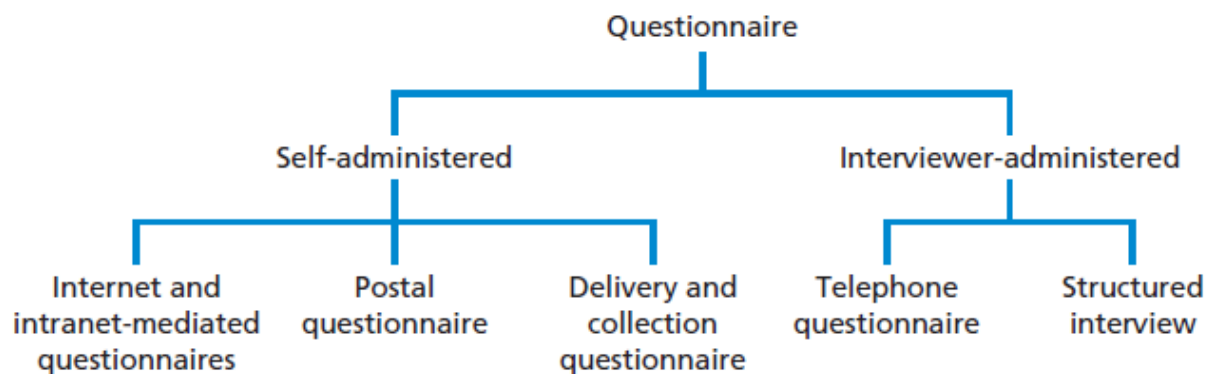 Questionnaire
Self-administered
Interviewer-administered
Internet and
intranet-mediated
questionnaires
Postal
questionnaire
Delivery and
collection
questionnaire
Telephone
questionnaire
Structured
interview